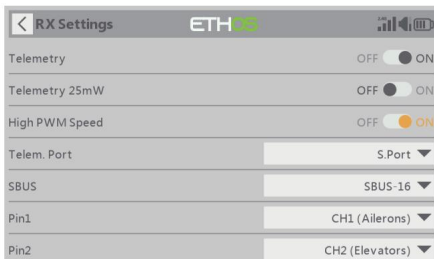 RX Settings ETHOS
Telemetry OFF ON
Telemetry 25mW OFF ON
High PWM Speed OFF ON
Telem. Port S.Port
SBUS SBUS-16
Pin1 CH1 (Ailerons)
Pin2 CH2 (Elevators)